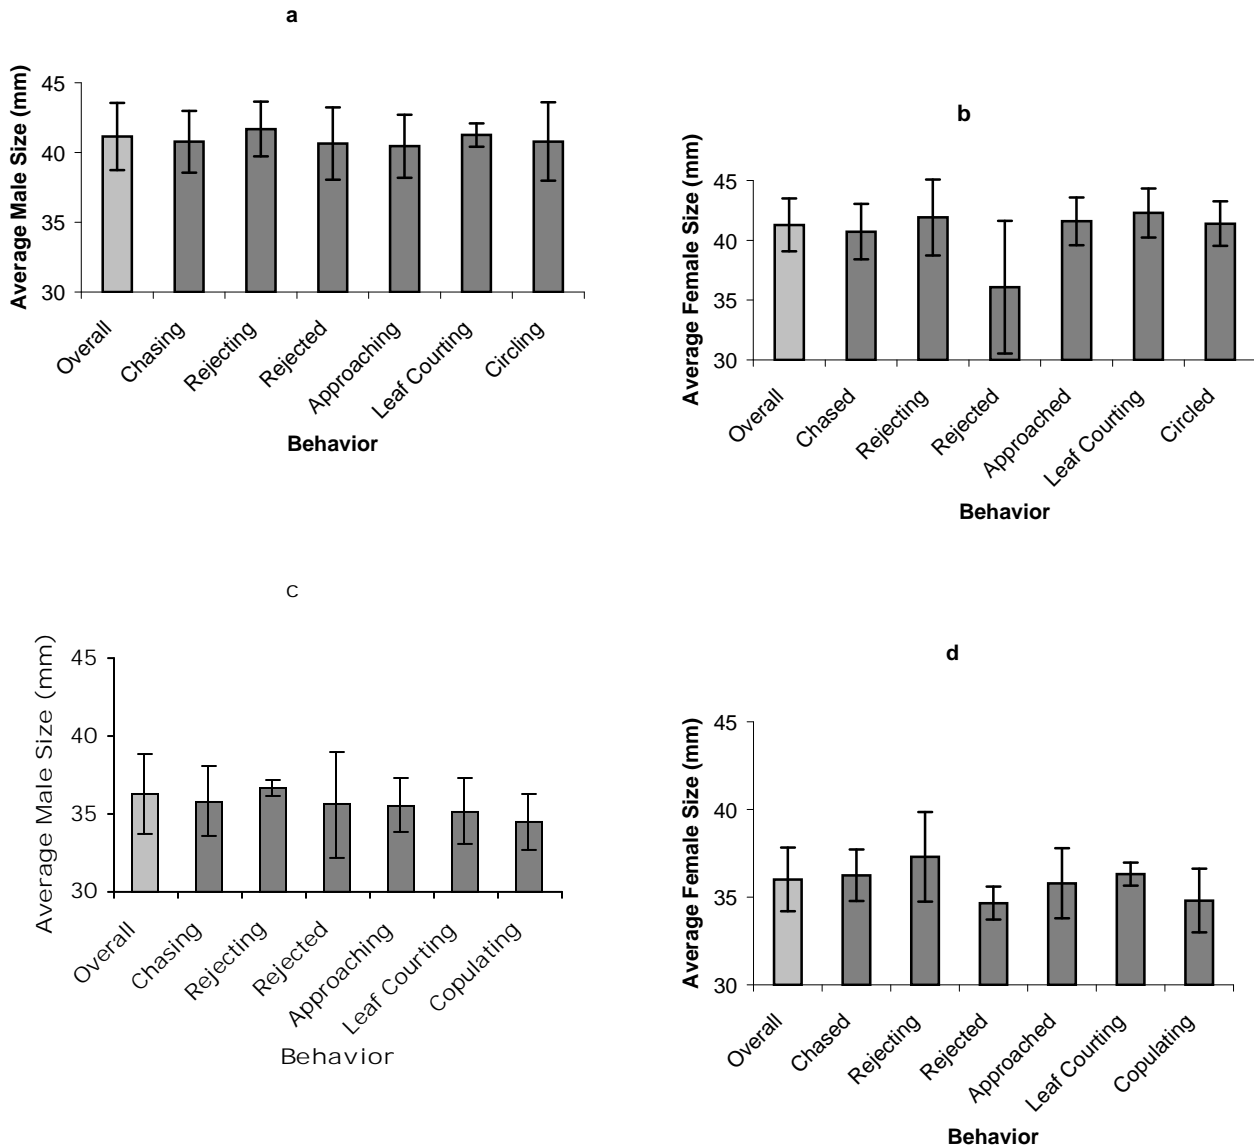 a
Average Male Size (mm)
45
40
35
30
Overall
Chasing
Rejecting
Rejected
Approaching
Leaf Courting
Circling
Behavior
b
Average Female Size (mm)
45
40
35
30
Overall
Chased
Rejecting
Rejected
Approached
Leaf Courting
Circled
Behavior
c
Average Male Size (mm)
45
40
35
30
Overall
Chasing
Rejecting
Rejected
Approaching
Leaf Courting
Copulating
Behavior
d
Average Female Size (mm)
45
40
35
30
Overall
Chased
Rejecting
Rejected
Approached
Leaf Courting
Copulating
Behavior